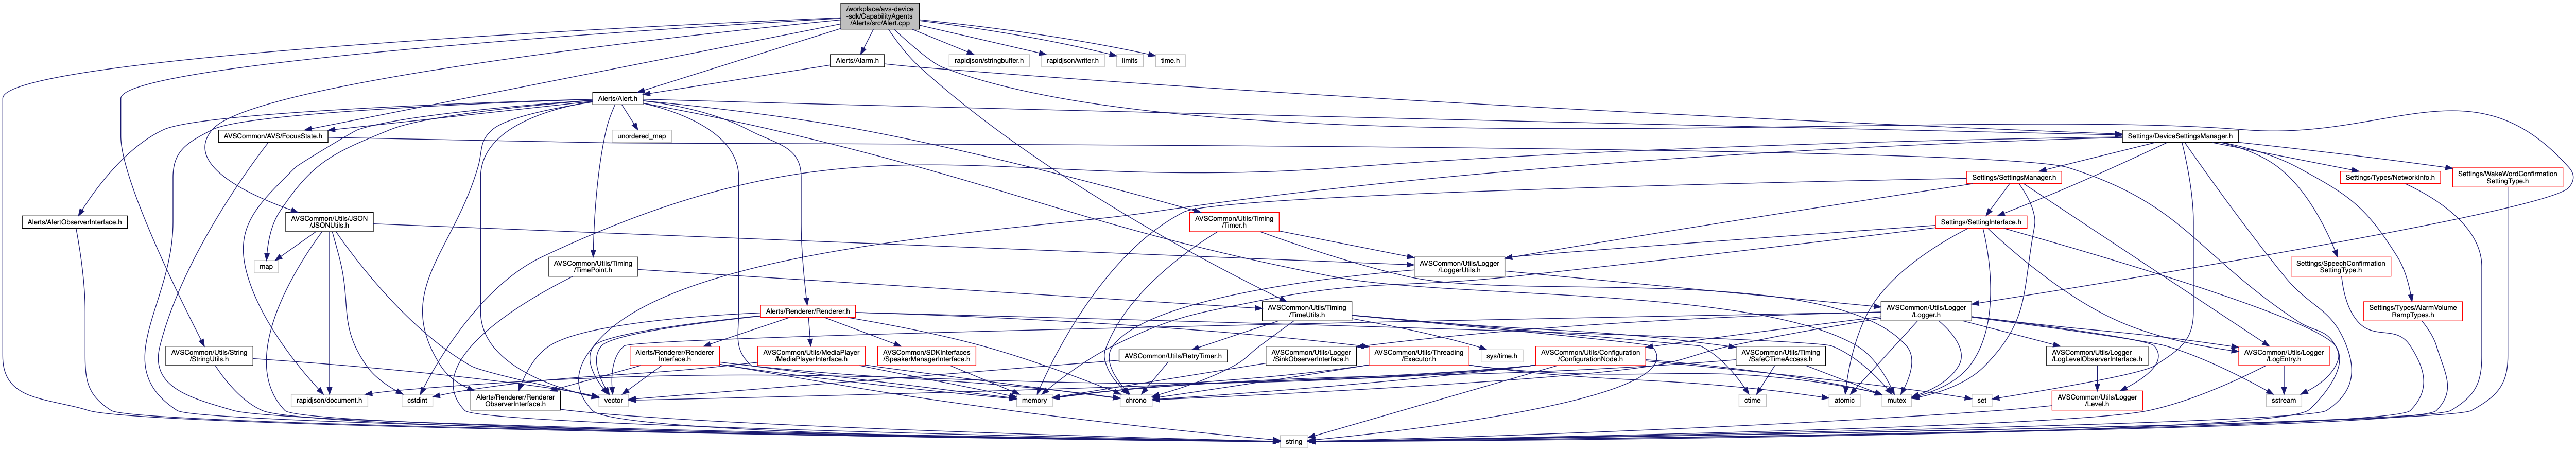 /workplace/avs-device
-sdk/CapabilityAgents
/Alerts/src/Alert.cpp
Alerts/Alarm.h
rapidjson/stringbuffer.h
rapidjson/writer.h
limits
time.h
Alerts/Alert.h
AVSCommon/AVS/FocusState.h
unordered_map
Settings/DeviceSettingsManager.h
Settings/SettingsManager.h
Settings/Types/NetworkInfo.h
Settings/WakeWordConfirmation
SettingType.h
Alerts/AlertObserverInterface.h
AVSCommon/Utils/JSON
/JSONUtils.h
AVSCommon/Utils/Timing
/Timer.h
Settings/SettingInterface.h
map
AVSCommon/Utils/Timing
/TimePoint.h
AVSCommon/Utils/Logger
/LoggerUtils.h
Settings/SpeechConfirmation
SettingType.h
Alerts/Renderer/Renderer.h
AVSCommon/Utils/Timing
/TimeUtils.h
AVSCommon/Utils/Logger
/Logger.h
Settings/Types/AlarmVolume
RampTypes.h
AVSCommon/Utils/String
/StringUtils.h
Alerts/Renderer/Renderer
Interface.h
AVSCommon/Utils/MediaPlayer
/MediaPlayerInterface.h
AVSCommon/SDKInterfaces
/SpeakerManagerInterface.h
AVSCommon/Utils/RetryTimer.h
AVSCommon/Utils/Logger
/SinkObserverInterface.h
AVSCommon/Utils/Threading
/Executor.h
sys/time.h
AVSCommon/Utils/Configuration
/ConfigurationNode.h
AVSCommon/Utils/Timing
/SafeCTimeAccess.h
AVSCommon/Utils/Logger
/LogLevelObserverInterface.h
AVSCommon/Utils/Logger
/LogEntry.h
rapidjson/document.h
cstdint
Alerts/Renderer/Renderer
ObserverInterface.h
vector
memory
chrono
ctime
atomic
mutex
set
AVSCommon/Utils/Logger
/Level.h
sstream
string